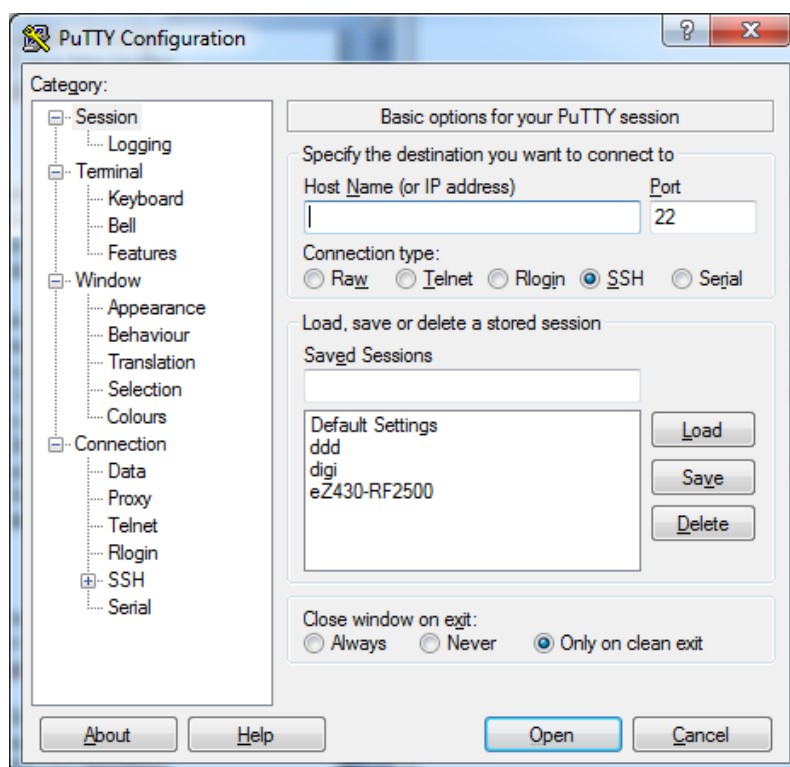 PuTTY Configuration
Category:
Session
Logging
Terminal
Keyboard
Bell
Features
Window
Appearance
Behaviour
Translation
Selection
Colours
Connection
Data
Proxy
Telnet
Rlogin
SSH
Serial
Basic options for your PuTTY session
Specify the destination you want to connect to
Host Name (or IP address) Port
22
Connection type:
Raw Telnet Rlogin SSH Serial
Load, save or delete a stored session
Saved Sessions
Default Settings
ddd
digi
eZ430-RF2500
Load
Save
Delete
Close window on exit:
Always Never Only on clean exit
About Help Open Cancel